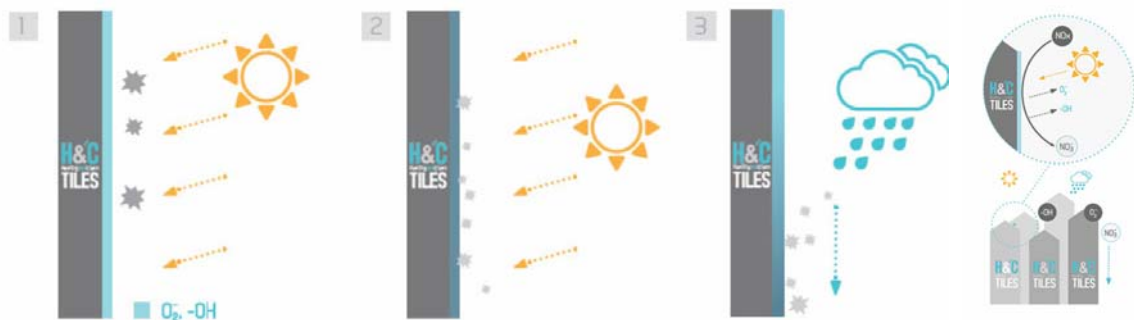 1
H&C
TILES
O₂⁻, -OH
2
H&C
TILES
3
H&C
TILES
NOx
H&C
TILES
O₂⁻
-OH
NO₃⁻
-OH
O₂⁻
NO₃⁻
H&C
TILES
H&C
TILES
H&C
TILES